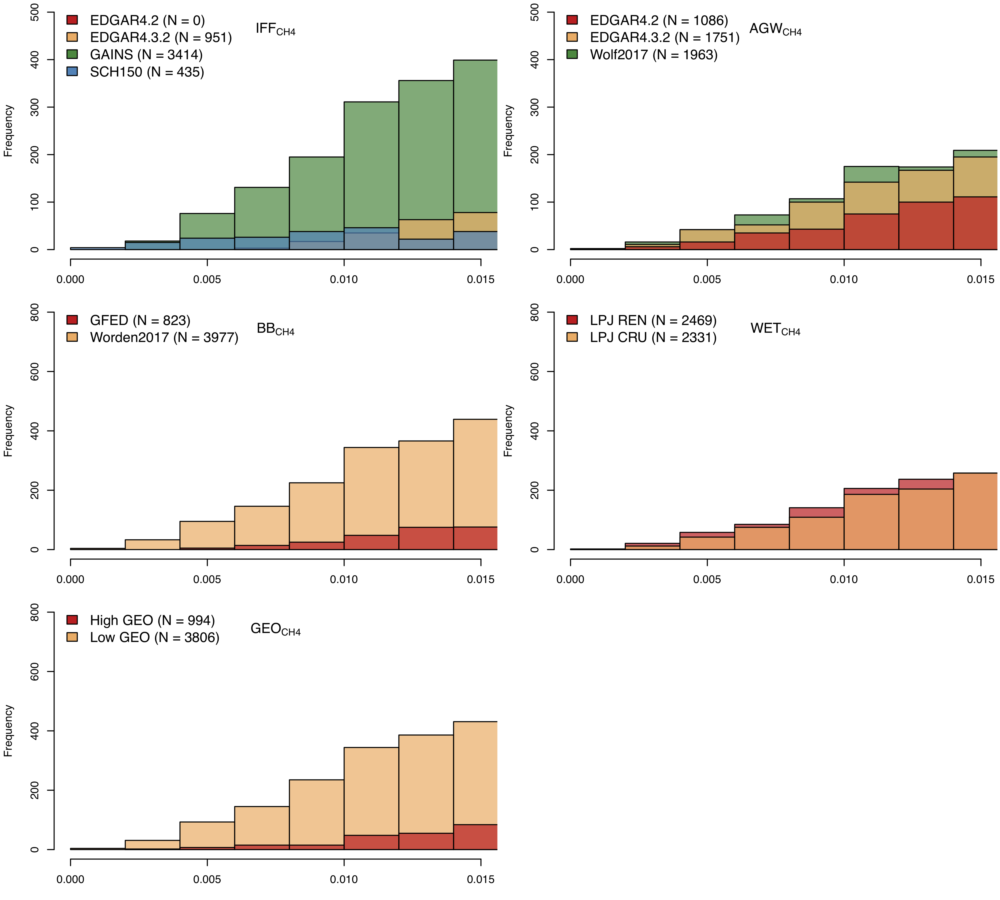 EDGAR4.2 (N = 0)
EDGAR4.3.2 (N = 951)
GAINS (N = 3414)
SCH150 (N = 435)
IFFCH4
Frequency
0 100 200 300 400 500
0.000 0.005 0.010 0.015
EDGAR4.2 (N = 1086)
EDGAR4.3.2 (N = 1751)
Wolf2017 (N = 1963)
AGWCH4
Frequency
0 100 200 300 400 500
0.000 0.005 0.010 0.015
GFED (N = 823)
Worden2017 (N = 3977)
BBCH4
Frequency
0 200 400 600 800
0.000 0.005 0.010 0.015
LPJ REN (N = 2469)
LPJ CRU (N = 2331)
WETCH4
Frequency
0 200 400 600 800
0.000 0.005 0.010 0.015
High GEO (N = 994)
Low GEO (N = 3806)
GEOCH4
Frequency
0 200 400 600 800
0.000 0.005 0.010 0.015